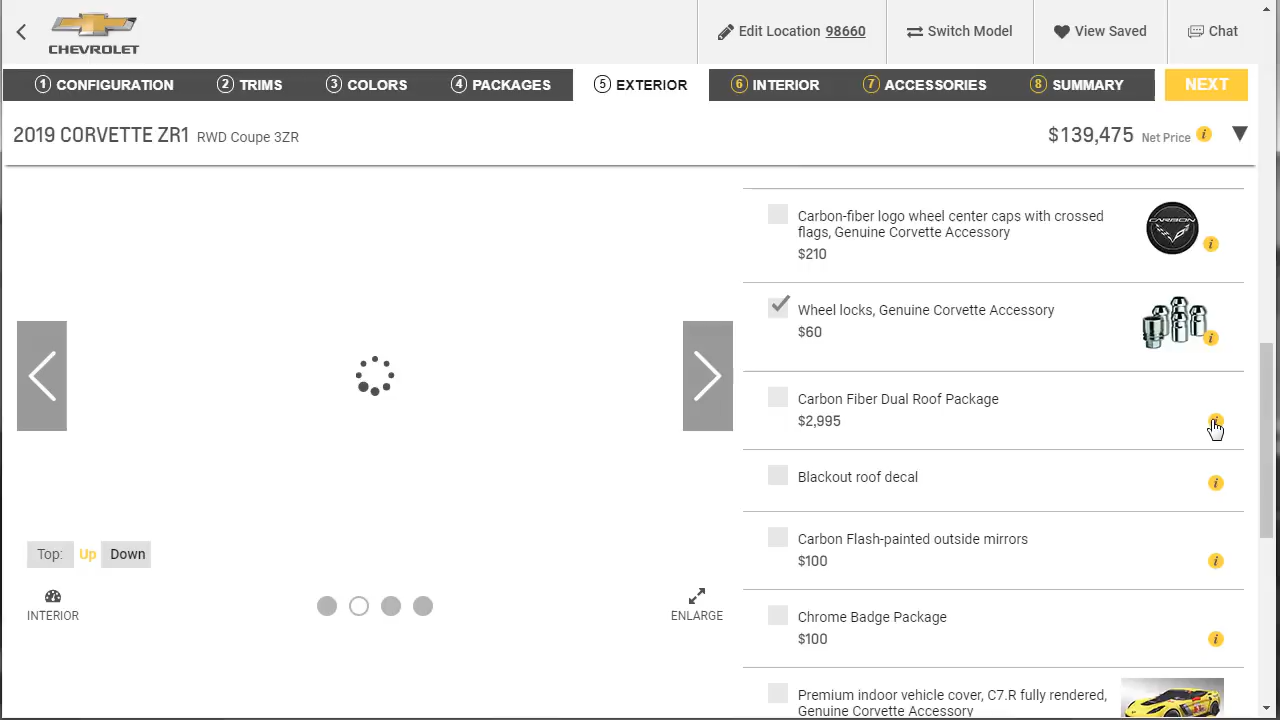 CHEVROLET
Edit Location 98660
Switch Model
View Saved
Chat
1 CONFIGURATION
2 TRIMS
3 COLORS
4 PACKAGES
5 EXTERIOR
6 INTERIOR
7 ACCESSORIES
8 SUMMARY
NEXT
2019 CORVETTE ZR1 RWD Coupe 3ZR
$139,475 Net Price i
Carbon-fiber logo wheel center caps with crossed
flags, Genuine Corvette Accessory
$210
CARBON
i
Wheel locks, Genuine Corvette Accessory
$60
i
Carbon Fiber Dual Roof Package
$2,995
Blackout roof decal
i
Carbon Flash-painted outside mirrors
$100
i
Chrome Badge Package
$100
i
Premium indoor vehicle cover, C7.R fully rendered,
Genuine Corvette Accessory
Top: Up Down
INTERIOR
ENLARGE